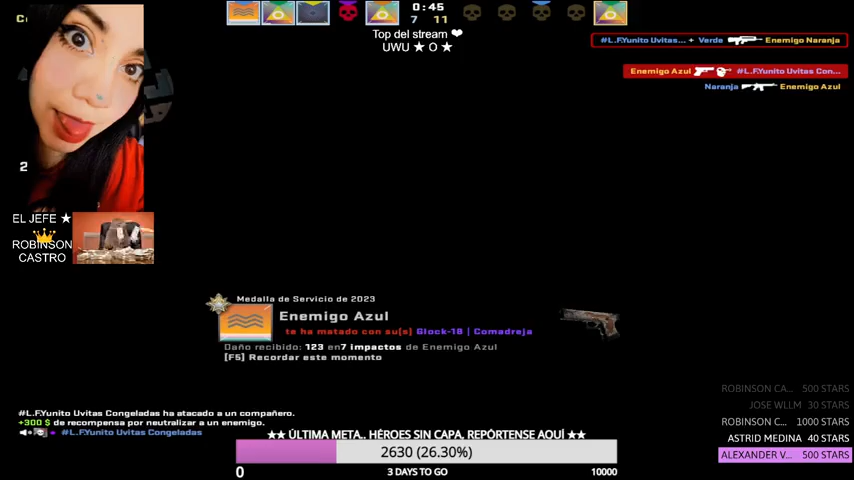 0:45
7 11
Top del stream ❤
UWU ★ O ★
#L.F.Yunito Uvitas... + Verde Enemigo Naranja
Enemigo Azul #L.F.Yunito Uvitas Con...
Naranja Enemigo Azul
2
EL JEFE ★
ROBINSON
CASTRO
Medalla de Servicio de 2023
Enemigo Azul
te ha matado con su(s) Glock-18 | Comadreja
Daño recibido: 123 en 7 impactos de Enemigo Azul
[F5] Recordar este momento
ROBINSON CA... 500 STARS
JOSE WLLM 30 STARS
ROBINSON C... 1000 STARS
ASTRID MEDINA 40 STARS
ALEXANDER V... 500 STARS
#L.F.Yunito Uvitas Congeladas ha atacado a un compañero.
+300 $ de recompensa por neutralizar a un enemigo.
#L.F.Yunito Uvitas Congeladas
★★ ÚLTIMA META.. HÉROES SIN CAPA, REPÓRTENSE AQUÍ ★★
2630 (26.30%)
0 3 DAYS TO GO 10000